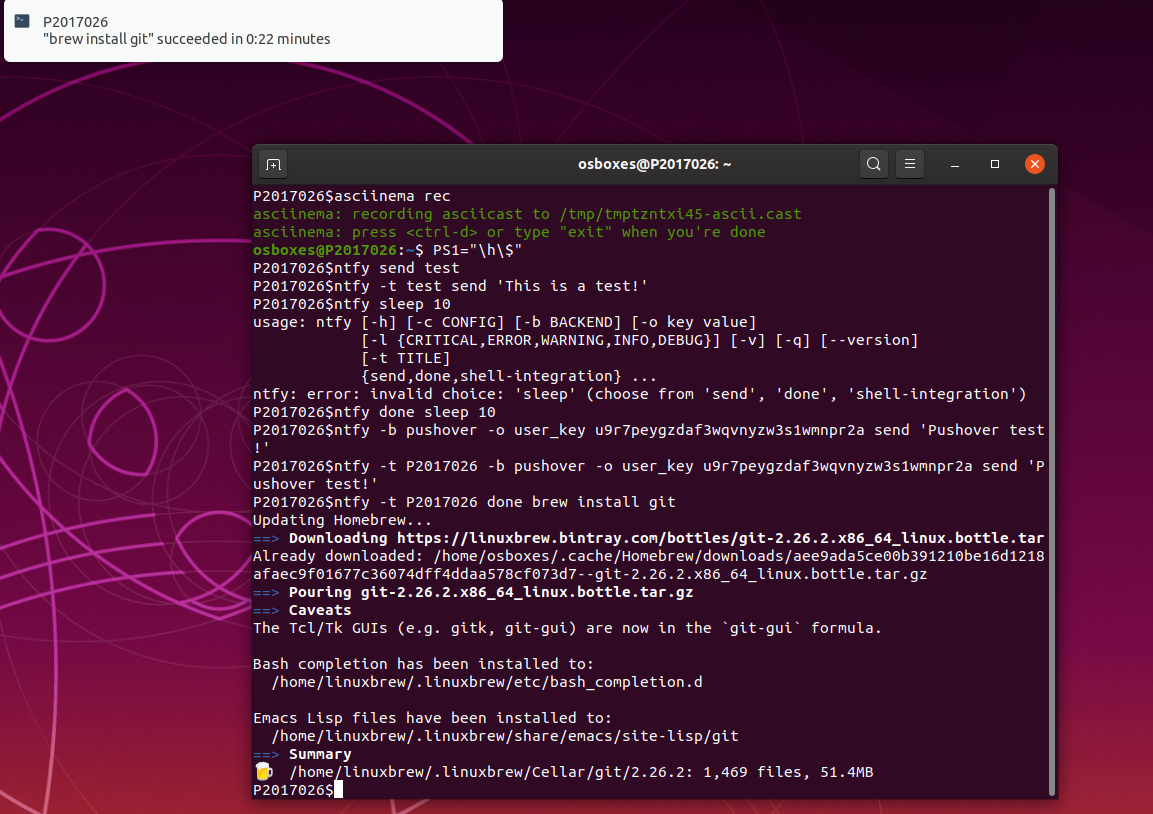 P2017026
"brew install git" succeeded in 0:22 minutes
osboxes@P2017026: ~
P2017026$asciinema rec
asciinema: recording asciicast to /tmp/tmptzntxi45-ascii.cast
asciinema: press <ctrl-d> or type "exit" when you're done
osboxes@P2017026:~$ PS1="\h\$"
P2017026$ntfy send test
P2017026$ntfy -t test send 'This is a test!'
P2017026$ntfy sleep 10
usage: ntfy [-h] [-c CONFIG] [-b BACKEND] [-o key value]
            [-l {CRITICAL,ERROR,WARNING,INFO,DEBUG}] [-v] [-q] [--version]
            [-t TITLE]
            {send,done,shell-integration} ...
ntfy: error: invalid choice: 'sleep' (choose from 'send', 'done', 'shell-integration')
P2017026$ntfy done sleep 10
P2017026$ntfy -b pushover -o user_key u9r7peygzdaf3wqvnyzw3s1wmnpr2a send 'Pushover test
!'
P2017026$ntfy -t P2017026 -b pushover -o user_key u9r7peygzdaf3wqvnyzw3s1wmnpr2a send 'P
ushover test!'
P2017026$ntfy -t P2017026 done brew install git
Updating Homebrew...
==> Downloading https://linuxbrew.bintray.com/bottles/git-2.26.2.x86_64_linux.bottle.tar
Already downloaded: /home/osboxes/.cache/Homebrew/downloads/aee9ada5ce00b391210be16d1218
afaec9f01677c36074dff4ddaa578cf073d7--git-2.26.2.x86_64_linux.bottle.tar.gz
==> Pouring git-2.26.2.x86_64_linux.bottle.tar.gz
==> Caveats
The Tcl/Tk GUIs (e.g. gitk, git-gui) are now in the `git-gui` formula.
Bash completion has been installed to:
  /home/linuxbrew/.linuxbrew/etc/bash_completion.d
Emacs Lisp files have been installed to:
  /home/linuxbrew/.linuxbrew/share/emacs/site-lisp/git
==> Summary
🍺  /home/linuxbrew/.linuxbrew/Cellar/git/2.26.2: 1,469 files, 51.4MB
P2017026$